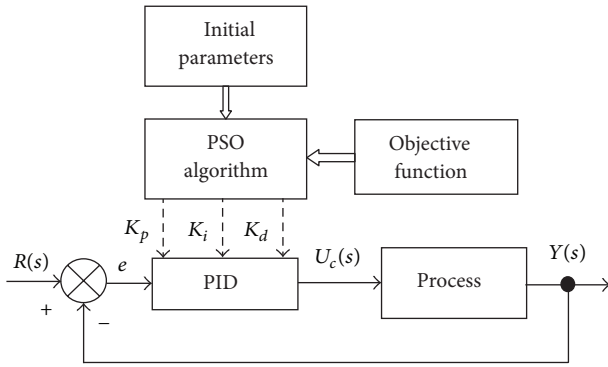 Initial
parameters
PSO
algorithm
Objective
function
K_p K_i K_d
R(s) e PID U_c(s) Process Y(s)
+
−